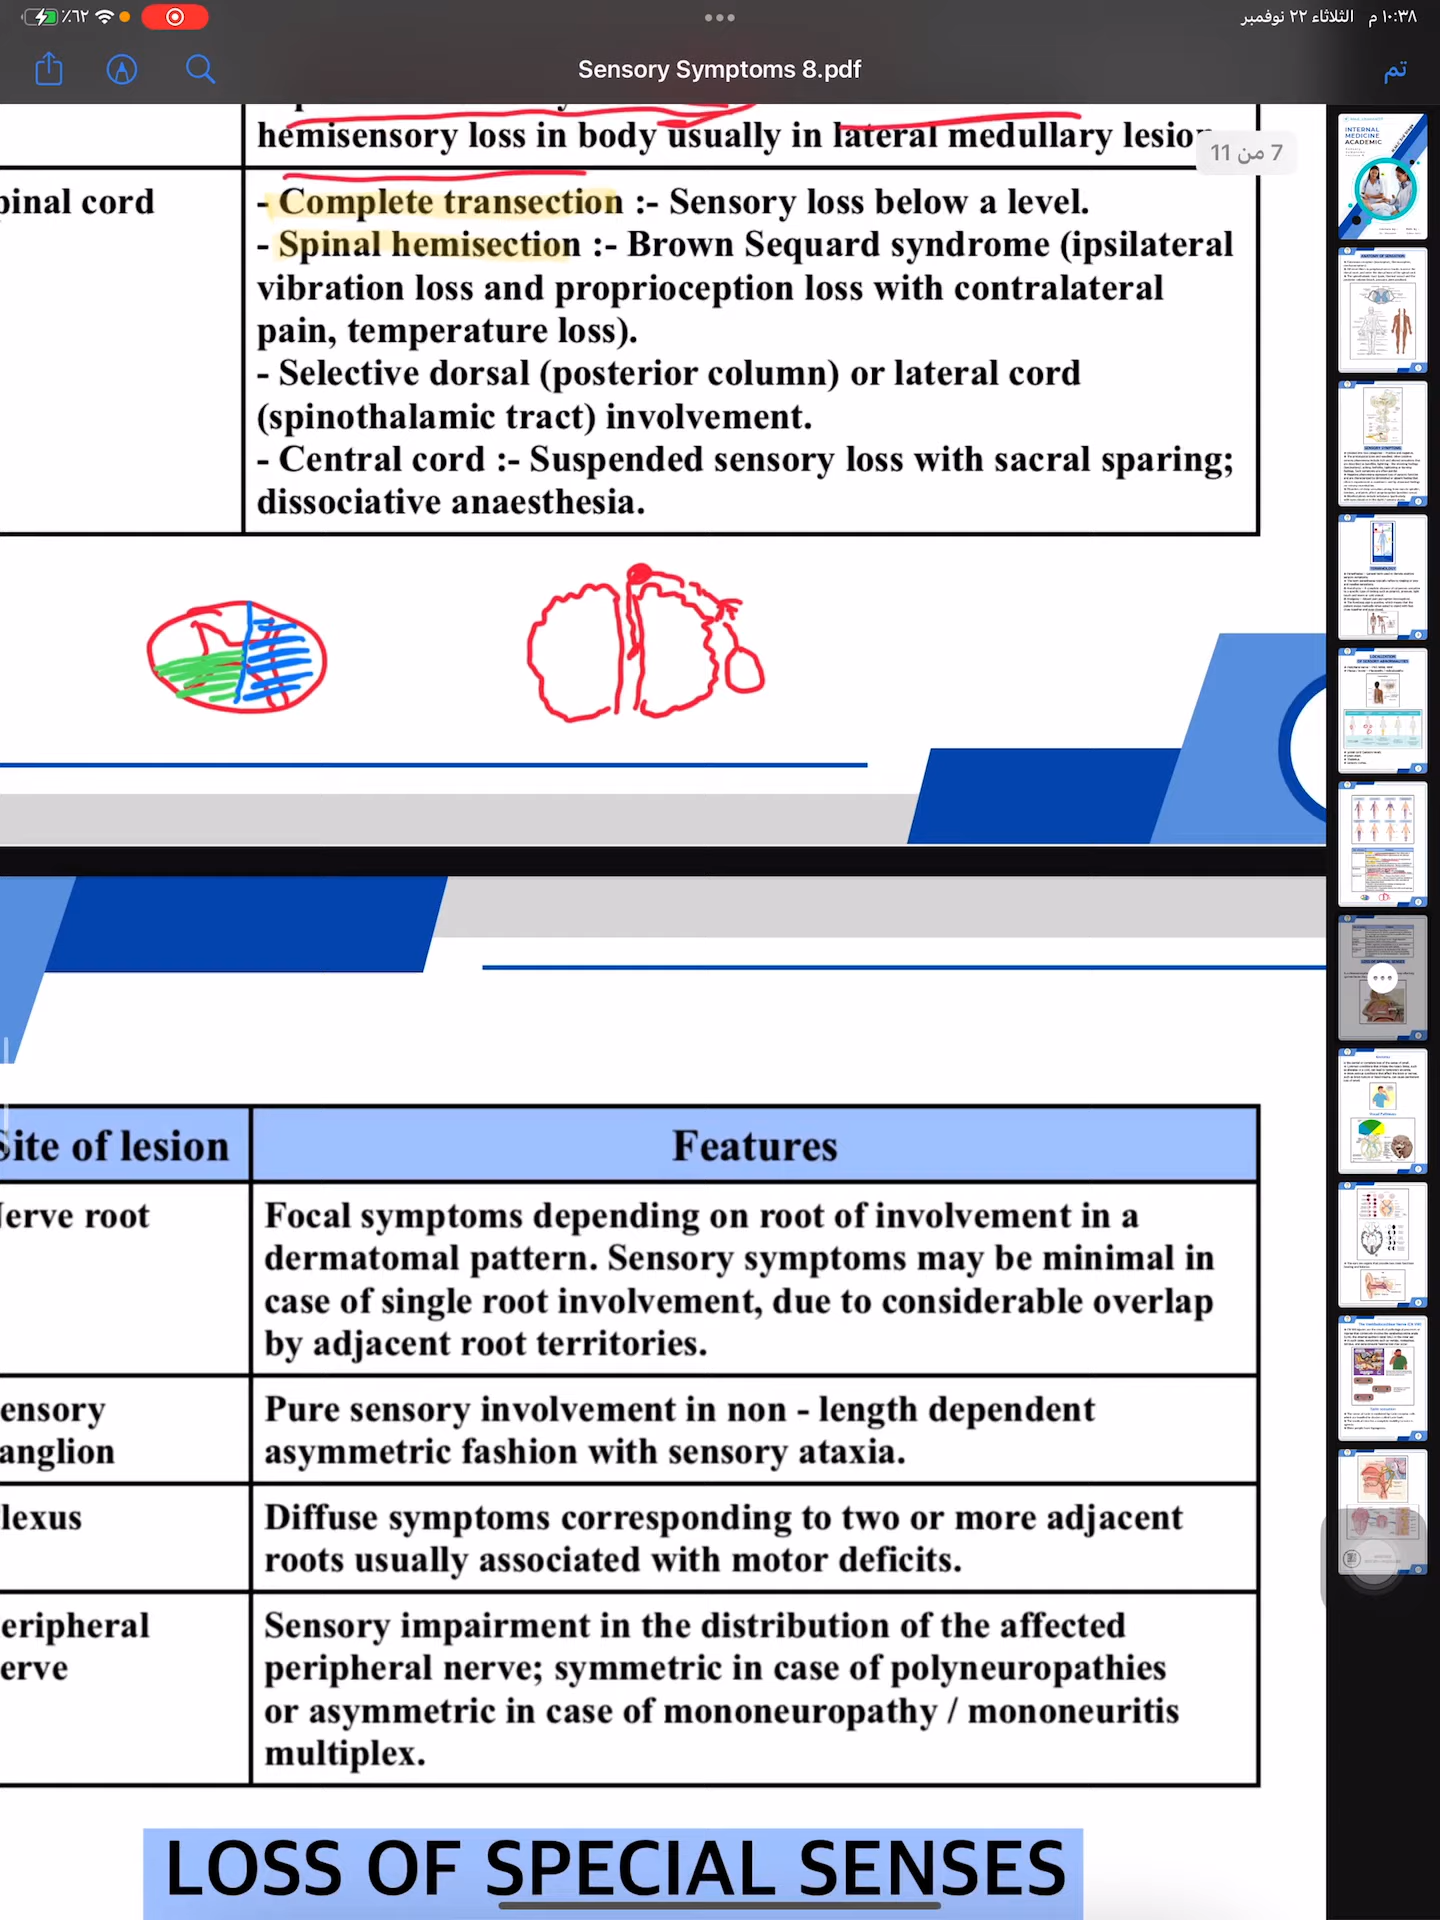 ٪٦٢
١٠:٣٨ م الثلاثاء ٢٢ نوفمبر
Sensory Symptoms 8.pdf
تم
7 من 11
hemisensory loss in body usually in lateral medullary lesion
pinal cord
- Complete transection :- Sensory loss below a level.
- Spinal hemisection :- Brown Sequard syndrome (ipsilateral
vibration loss and proprioception loss with contralateral
pain, temperature loss).
- Selective dorsal (posterior column) or lateral cord
(spinothalamic tract) involvement.
- Central cord :- Suspended sensory loss with sacral sparing;
dissociative anaesthesia.
Site of lesion
Features
erve root
Focal symptoms depending on root of involvement in a
dermatomal pattern. Sensory symptoms may be minimal in
case of single root involvement, due to considerable overlap
by adjacent root territories.
ensory
anglion
Pure sensory involvement in non - length dependent
asymmetric fashion with sensory ataxia.
lexus
Diffuse symptoms corresponding to two or more adjacent
roots usually associated with motor deficits.
eripheral
erve
Sensory impairment in the distribution of the affected
peripheral nerve; symmetric in case of polyneuropathies
or asymmetric in case of mononeuropathy / mononeuritis
multiplex.
LOSS OF SPECIAL SENSES
INTERNAL
MEDICINE
ACADEMIC